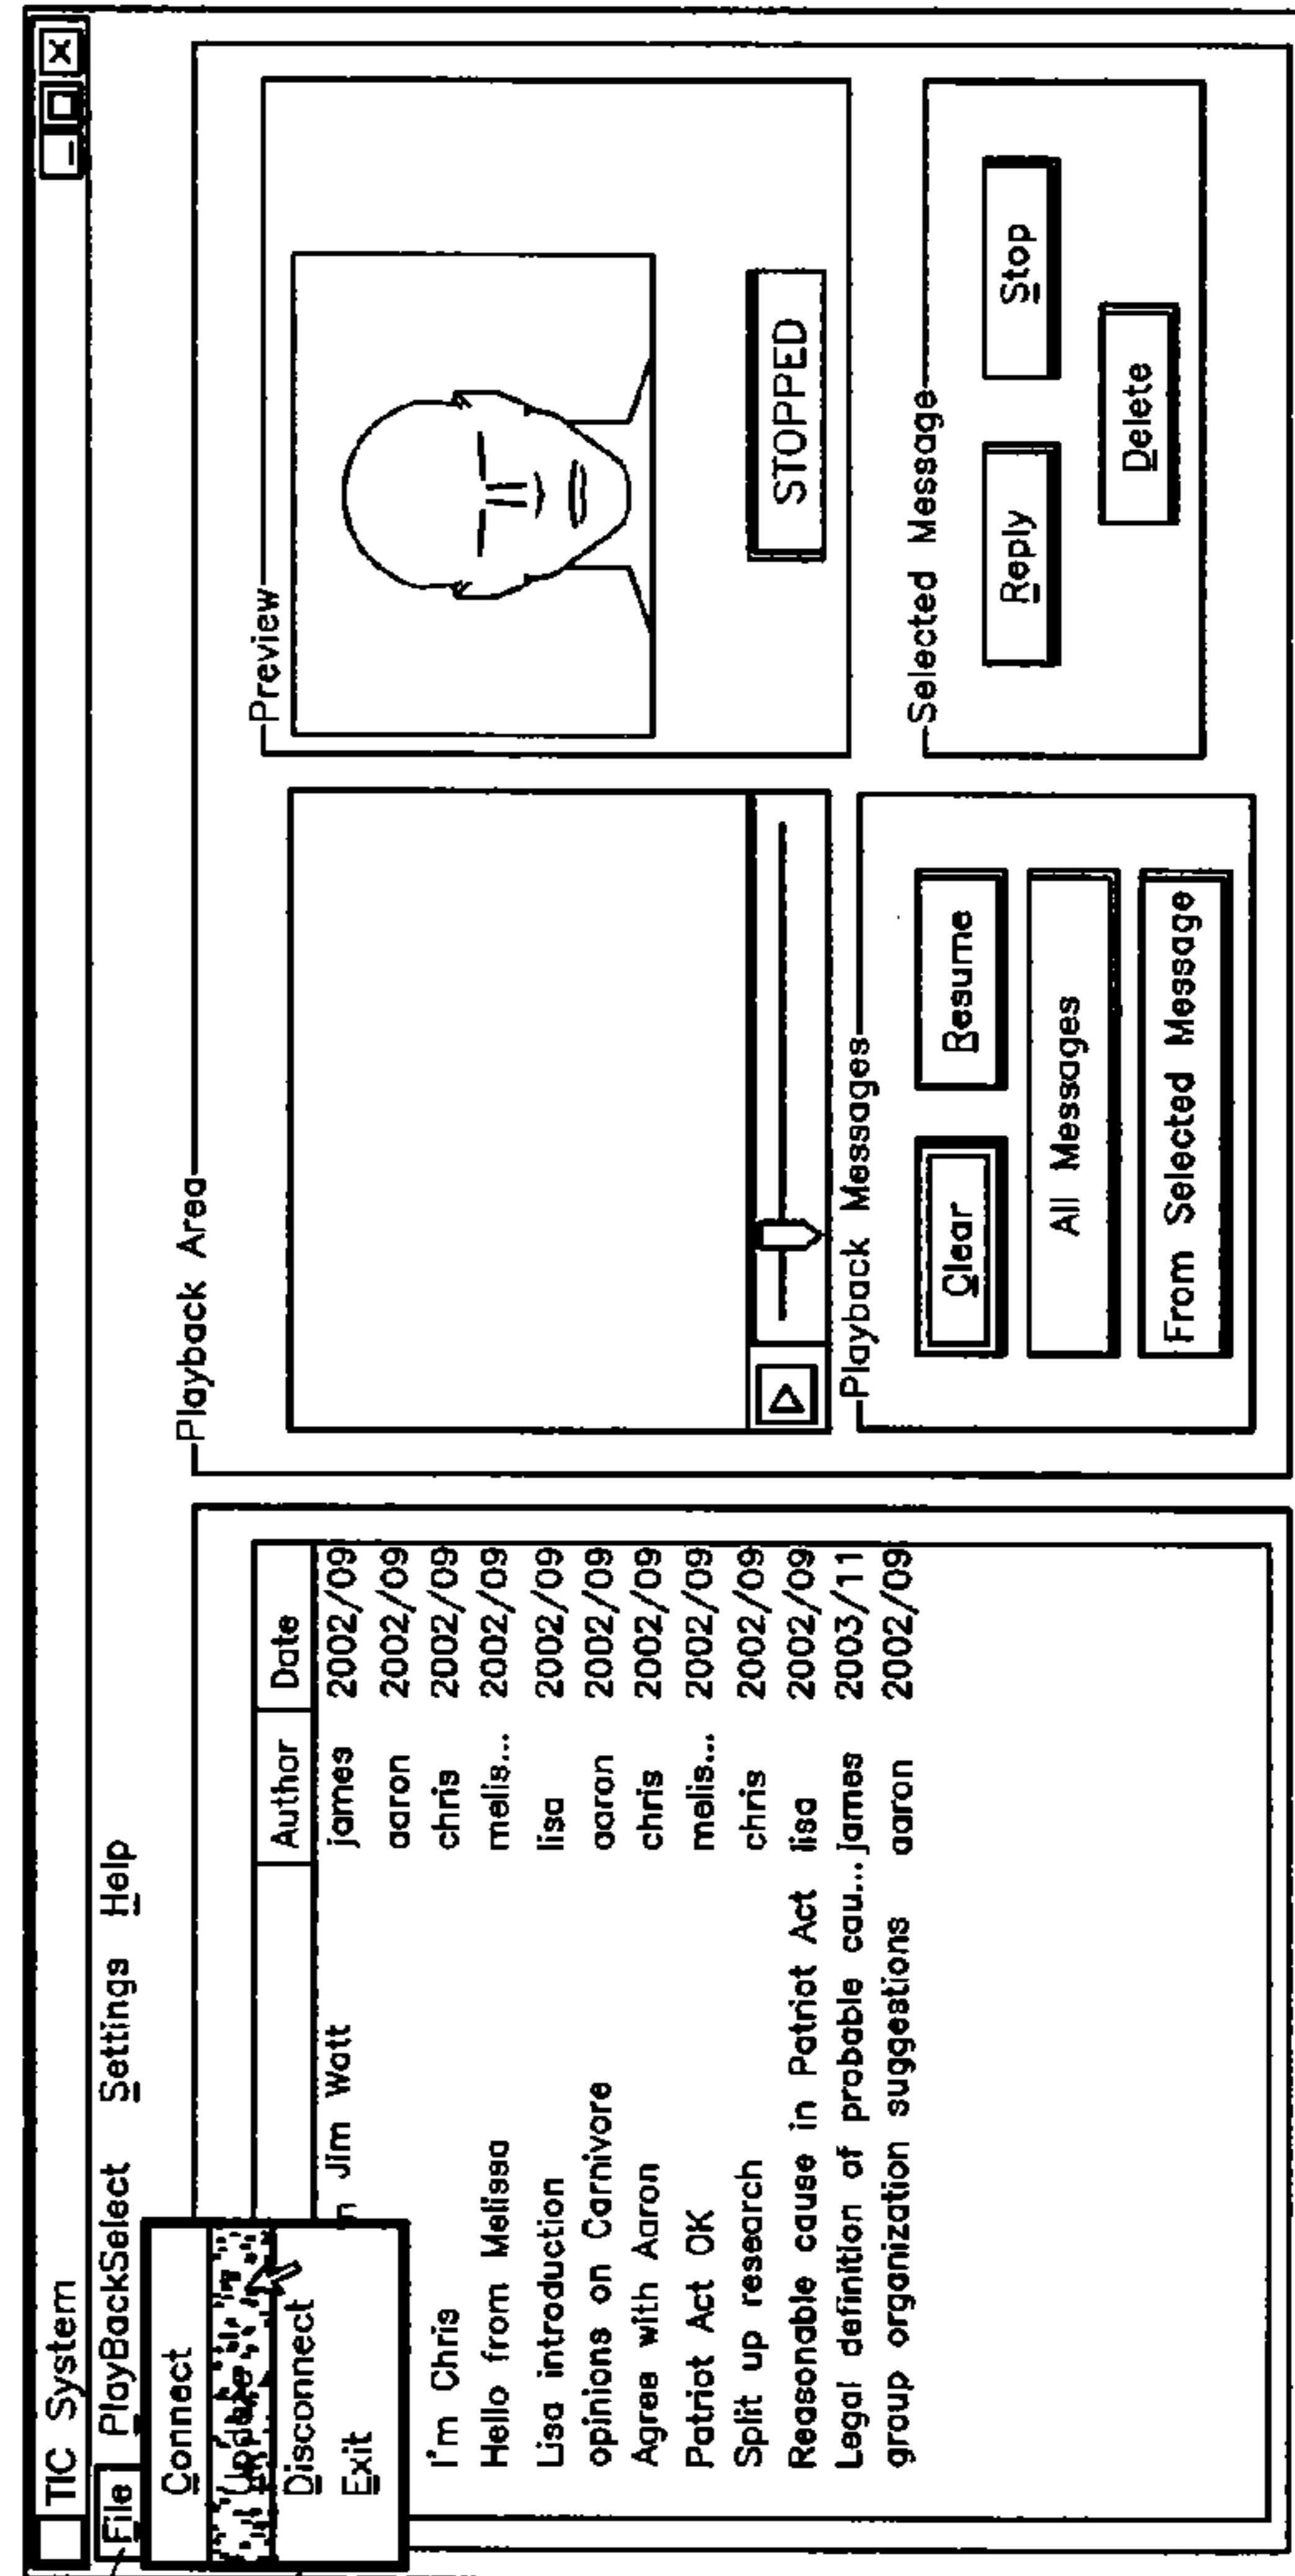 TIC System
File PlayBackSelect Settings Help
Connect
Update
Disconnect
Exit
Author Date
n Jim Watt james 2002/09
aaron 2002/09
I'm Chris chris 2002/09
Hello from Melissa melis... 2002/09
Lisa introduction lisa 2002/09
opinions on Carnivore aaron 2002/09
Agree with Aaron chris 2002/09
Patriot Act OK melis... 2002/09
Split up research chris 2002/09
Reasonable cause in Patriot Act lisa 2002/09
Legal definition of probable cau... james 2003/11
group organization suggestions aaron 2002/09
Playback Area
Preview
STOPPED
Playback Messages
Clear Resume
All Messages
From Selected Message
Selected Message
Reply Stop
Delete